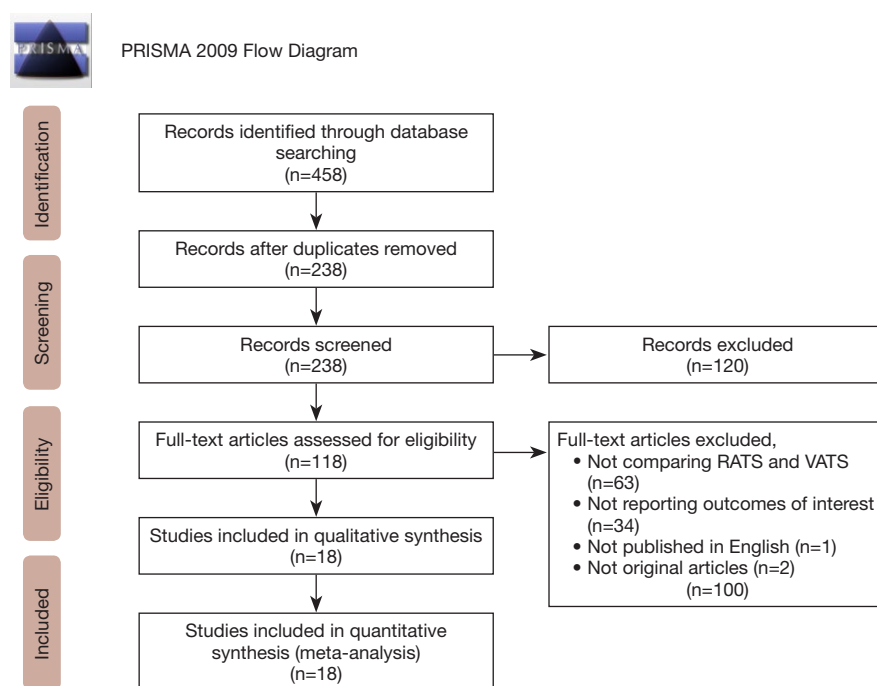 PRISMA
PRISMA 2009 Flow Diagram
Identification
Records identified through database
searching
(n=458)
Records after duplicates removed
(n=238)
Screening
Records screened
(n=238)
Records excluded
(n=120)
Eligibility
Full-text articles assessed for eligibility
(n=118)
Full-text articles excluded,
• Not comparing RATS and VATS
(n=63)
• Not reporting outcomes of interest
(n=34)
• Not published in English (n=1)
• Not original articles (n=2)
(n=100)
Studies included in qualitative synthesis
(n=18)
Included
Studies included in quantitative
synthesis (meta-analysis)
(n=18)